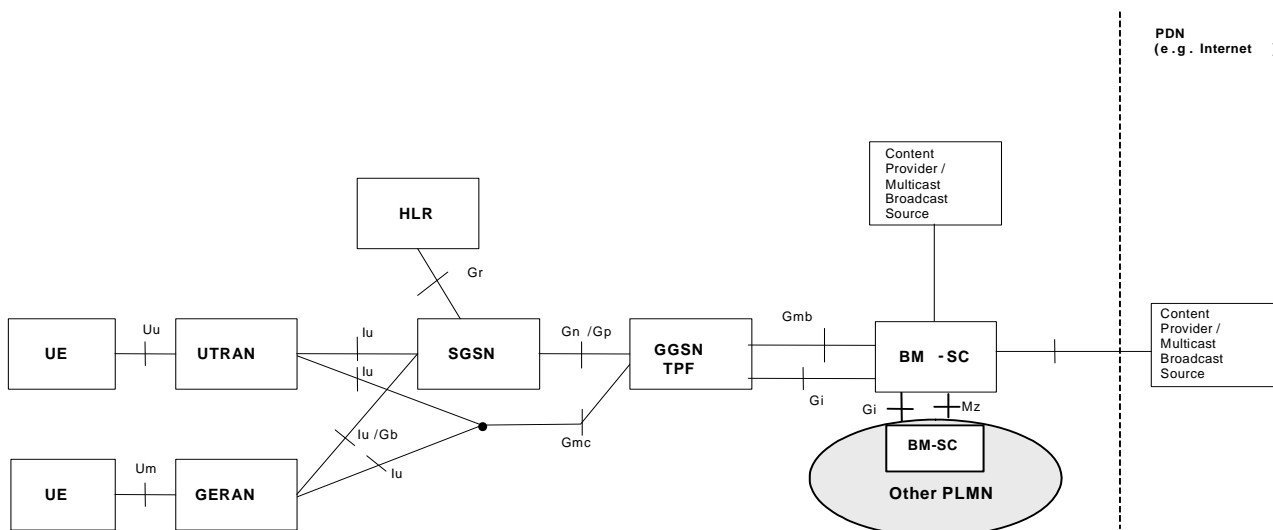 PDN
(e.g. Internet )
Content
Provider /
Multicast
Broadcast
Source
HLR
Gr
UE
Uu
UTRAN
Iu
Iu
SGSN
Gn /Gp
GGSN
TPF
Gmb
Gi
BM -SC
Content
Provider /
Multicast
Broadcast
Source
Gi
Mz
Gmc
Iu /Gb
Iu
UE
Um
GERAN
BM-SC
Other PLMN